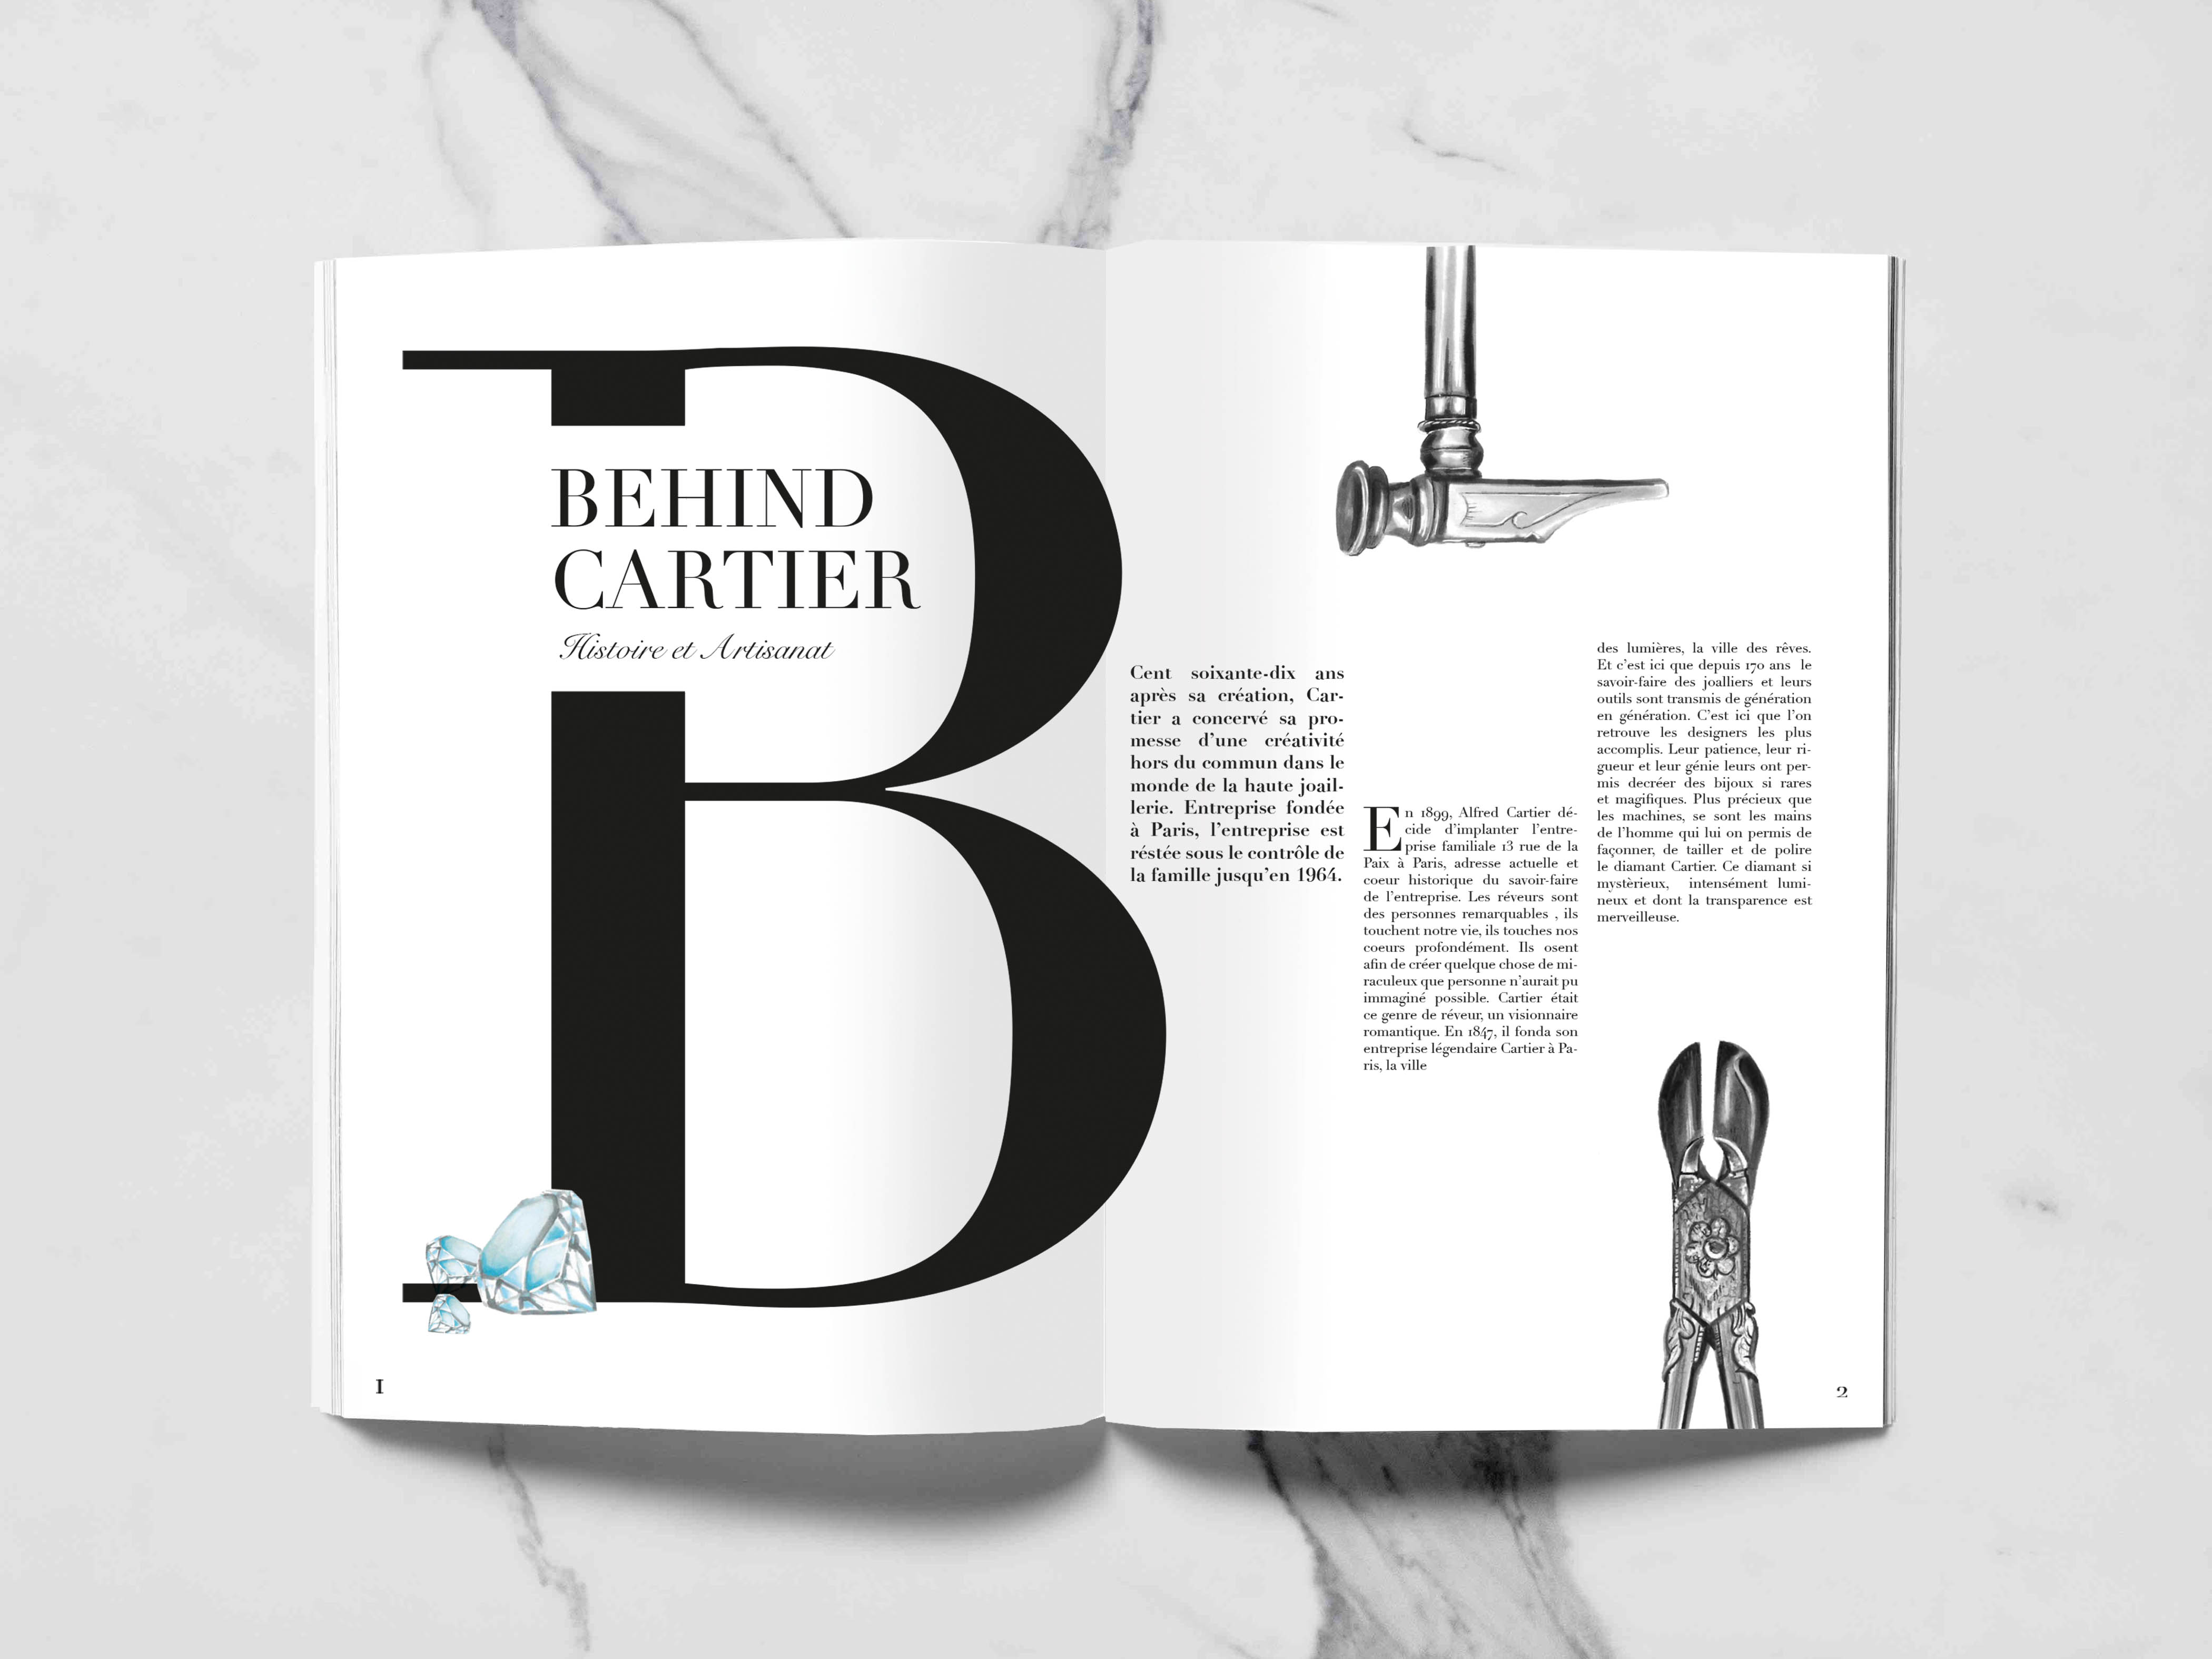 B
BEHIND
CARTIER
Histoire et Artisanat
1
Cent soixante-dix ans
après sa création, Car-
tier a concervé sa pro-
messe d'une créativité
hors du commun dans le
monde de la haute joail-
lerie. Entreprise fondée
à Paris, l'entreprise est
réstée sous le contrôle de
la famille jusqu'en 1964.
En 1899, Alfred Cartier dé-
cide d'implanter l'entre-
prise familiale 13 rue de la
Paix à Paris, adresse actuelle et
coeur historique du savoir-faire
de l'entreprise. Les réveurs sont
des personnes remarquables , ils
touchent notre vie, ils touches nos
coeurs profondément. Ils osent
afin de créer quelque chose de mi-
raculeux que personne n'aurait pu
immaginé possible. Cartier était
ce genre de réveur, un visionnaire
romantique. En 1847, il fonda son
entreprise légendaire Cartier à Pa-
ris, la ville
des lumières, la ville des rêves.
Et c'est ici que depuis 170 ans le
savoir-faire des joalliers et leurs
outils sont transmis de génération
en génération. C'est ici que l'on
retrouve les designers les plus
accomplis. Leur patience, leur ri-
gueur et leur génie leurs ont per-
mis decréer des bijoux si rares
et magifiques. Plus précieux que
les machines, se sont les mains
de l'homme qui lui on permis de
façonner, de tailler et de polire
le diamant Cartier. Ce diamant si
mystèrieux, intensément lumi-
neux et dont la transparence est
merveilleuse.
2